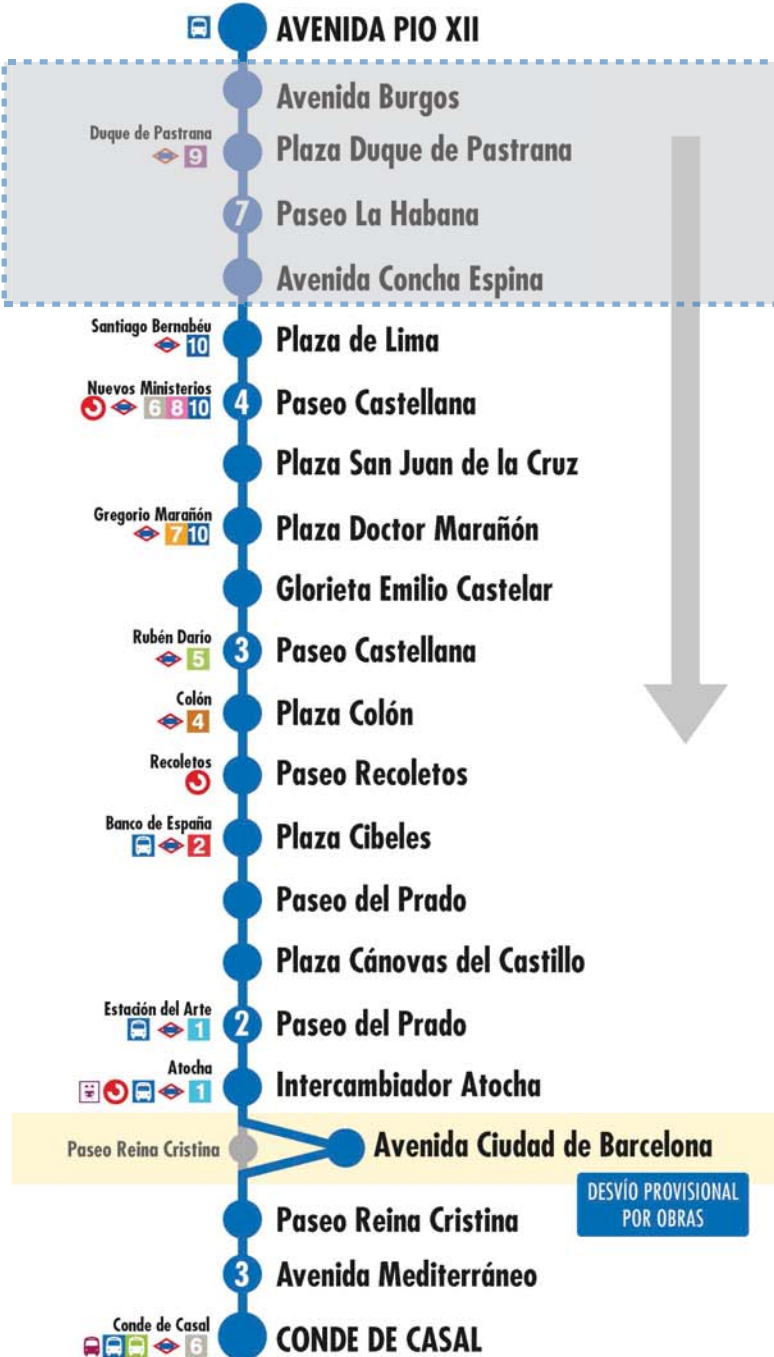 AVENIDA PIO XII
Avenida Burgos
Duque de Pastrana
9
Plaza Duque de Pastrana
7
Paseo La Habana
Avenida Concha Espina
Santiago Bernabéu
10
Plaza de Lima
Nuevos Ministerios
6 8 10
4
Paseo Castellana
Plaza San Juan de la Cruz
Gregorio Marañón
7 10
Plaza Doctor Marañón
Glorieta Emilio Castelar
Rubén Darío
5
3
Paseo Castellana
Colón
4
Plaza Colón
Recoletos
Paseo Recoletos
Banco de España
2
Plaza Cibeles
Paseo del Prado
Plaza Cánovas del Castillo
Estación del Arte
1
2
Paseo del Prado
Atocha
1
Intercambiador Atocha
Paseo Reina Cristina
Avenida Ciudad de Barcelona
DESVÍO PROVISIONAL
POR OBRAS
Paseo Reina Cristina
3
Avenida Mediterráneo
Conde de Casal
6
CONDE DE CASAL